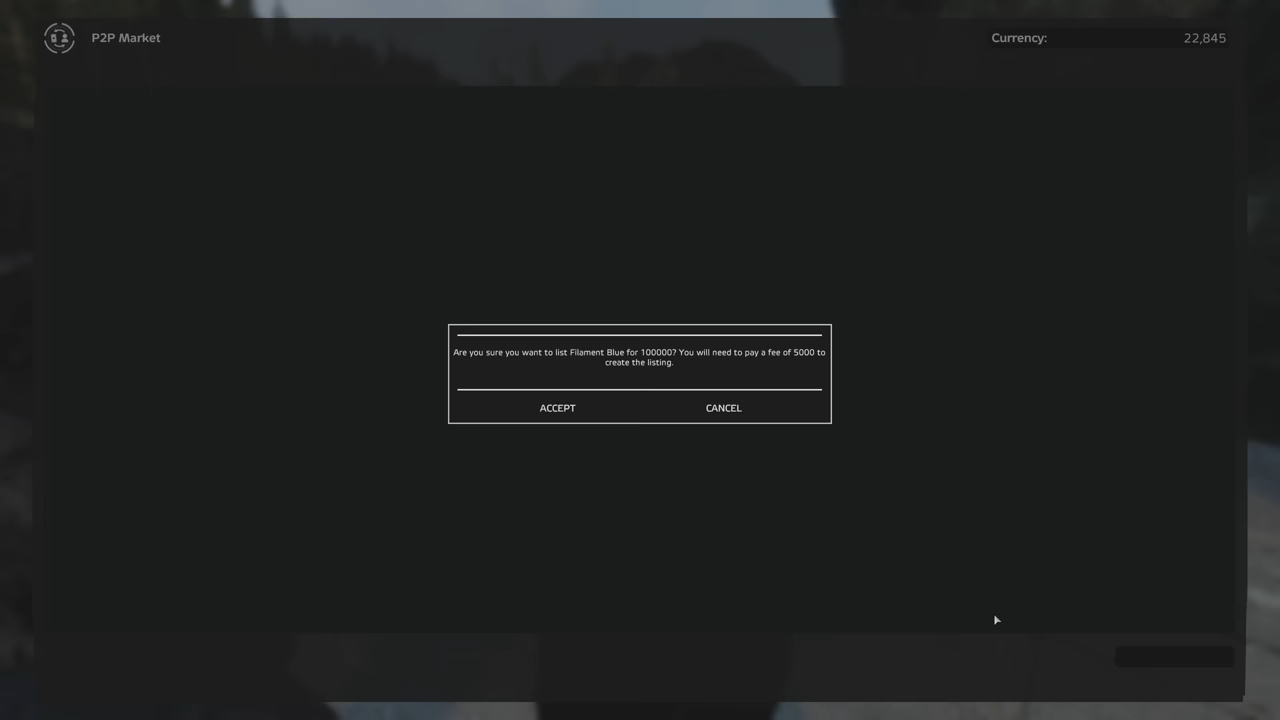 P2P Market
Currency: 22,845
Are you sure you want to list Filament Blue for 100000? You will need to pay a fee of 5000 to
create the listing.
ACCEPT CANCEL